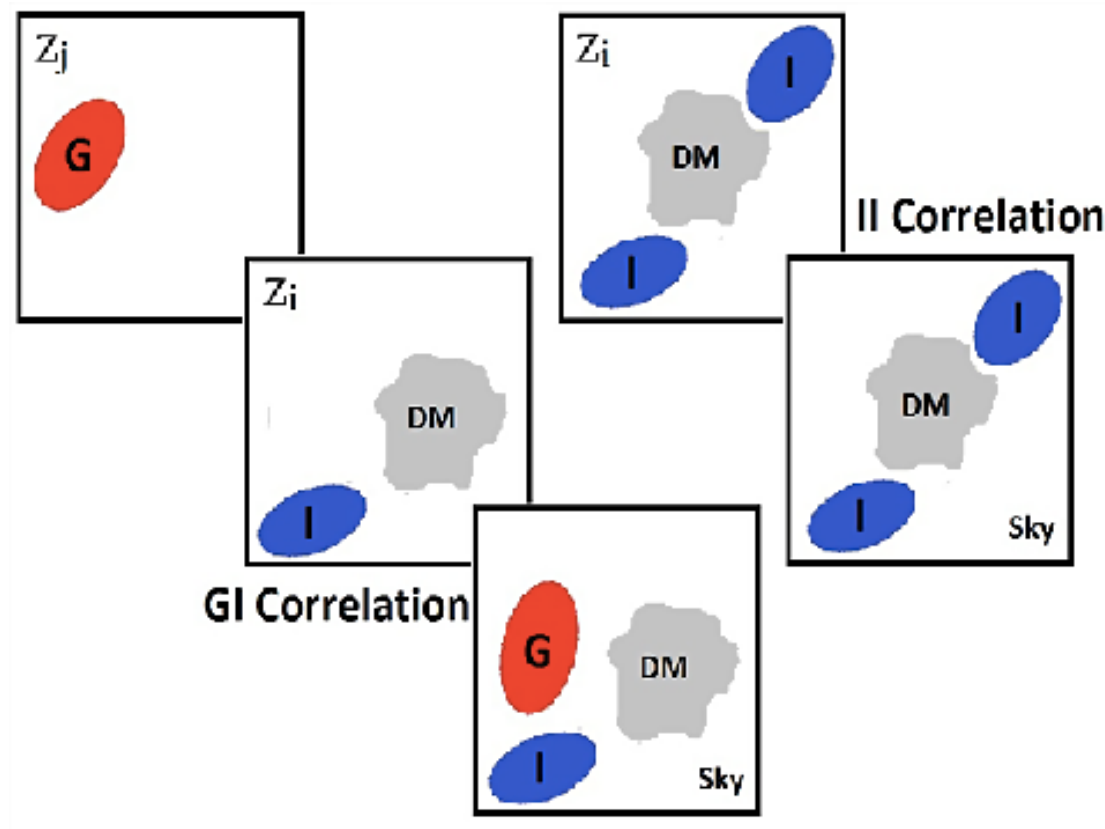 Zj
G
Zi
I
DM
I
II Correlation
Zi
DM
I
I
DM
I
Sky
GI Correlation
G
DM
I
Sky